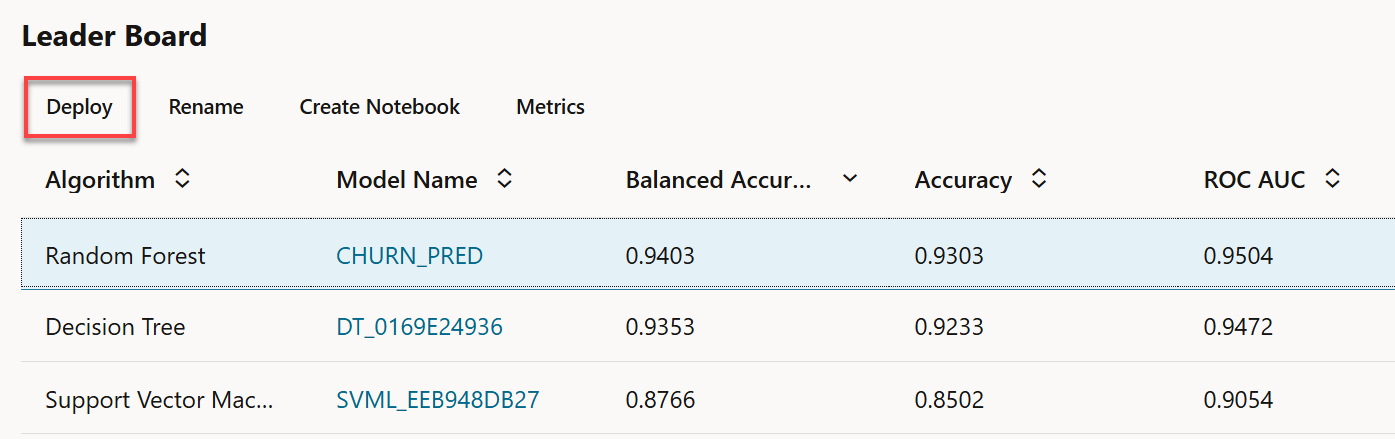 Leader Board
Deploy Rename Create Notebook Metrics
Algorithm Model Name Balanced Accur... Accuracy ROC AUC
Random Forest CHURN_PRED 0.9403 0.9303 0.9504
Decision Tree DT_0169E24936 0.9353 0.9233 0.9472
Support Vector Mac... SVML_EEB948DB27 0.8766 0.8502 0.9054